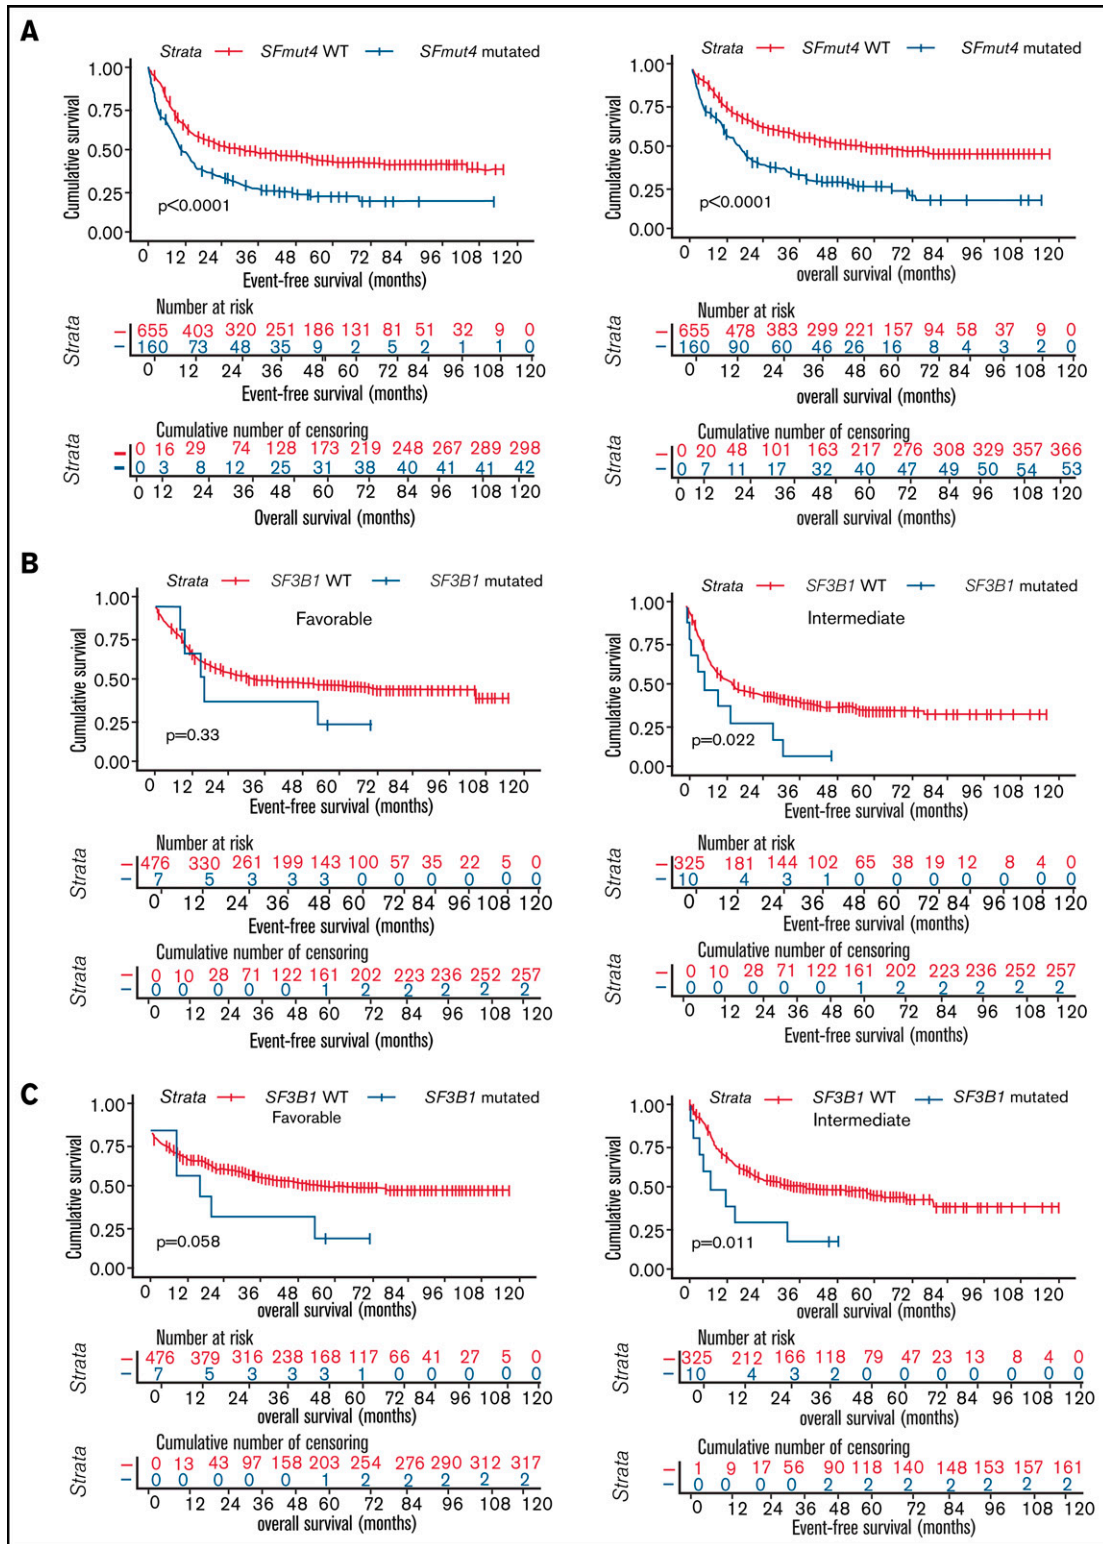 A
Strata SFmut4 WT SFmut4 mutated
Cumulative survival
1.00
0.75
0.50
0.25
0.00
p<0.0001
0 12 24 36 48 60 72 84 96 108 120
Event-free survival (months)
Number at risk
Strata
655 403 320 251 186 131 81 51 32 9 0
160 73 48 35 9 2 5 2 1 1 0
0 12 24 36 48 60 72 84 96 108 120
Event-free survival (months)
Cumulative number of censoring
Strata
0 16 29 74 128 173 219 248 267 289 298
0 3 8 12 25 31 38 40 41 41 42
0 12 24 36 48 60 72 84 96 108 120
Overall survival (months)
Strata SFmut4 WT SFmut4 mutated
Cumulative survival
1.00
0.75
0.50
0.25
0.00
p<0.0001
0 12 24 36 48 60 72 84 96 108 120
overall survival (months)
Number at risk
Strata
655 478 383 299 221 157 94 58 37 9 0
160 90 60 46 26 16 8 4 3 2 0
0 12 24 36 48 60 72 84 96 108 120
overall survival (months)
Cumulative number of censoring
Strata
0 20 48 101 163 217 276 308 329 357 366
0 7 11 17 32 40 47 49 50 54 53
0 12 24 36 48 60 72 84 96 108 120
overall survival (months)
B
Strata SF3B1 WT SF3B1 mutated
Favorable
Cumulative survival
1.00
0.75
0.50
0.25
0.00
p=0.33
0 12 24 36 48 60 72 84 96 108 120
Event-free survival (months)
Number at risk
Strata
476 330 261 199 143 100 57 35 22 5 0
7 5 3 3 3 0 0 0 0 0 0
0 12 24 36 48 60 72 84 96 108 120
Event-free survival (months)
Cumulative number of censoring
Strata
0 10 28 71 122 161 202 223 236 252 257
0 0 0 0 0 1 2 2 2 2 2
0 12 24 36 48 60 72 84 96 108 120
Event-free survival (months)
Strata SF3B1 WT SF3B1 mutated
Intermediate
Cumulative survival
1.00
0.75
0.50
0.25
0.00
p=0.022
0 12 24 36 48 60 72 84 96 108 120
Event-free survival (months)
Number at risk
Strata
325 181 144 102 65 38 19 12 8 4 0
10 4 3 1 0 0 0 0 0 0 0
0 12 24 36 48 60 72 84 96 108 120
Event-free survival (months)
Cumulative number of censoring
Strata
0 10 28 71 122 161 202 223 236 252 257
0 0 0 0 0 1 2 2 2 2 2
0 12 24 36 48 60 72 84 96 108 120
Event-free survival (months)
C
Strata SF3B1 WT SF3B1 mutated
Favorable
Cumulative survival
1.00
0.75
0.50
0.25
0.00
p=0.058
0 12 24 36 48 60 72 84 96 108 120
overall survival (months)
Number at risk
Strata
476 379 316 238 168 117 66 41 27 5 0
7 5 3 3 3 1 0 0 0 0 0
0 12 24 36 48 60 72 84 96 108 120
overall survival (months)
Cumulative number of censoring
Strata
0 13 43 97 158 203 254 276 290 312 317
0 0 0 0 0 1 2 2 2 2 2
0 12 24 36 48 60 72 84 96 108 120
overall survival (months)
Strata SF3B1 WT SF3B1 mutated
Intermediate
Cumulative survival
1.00
0.75
0.50
0.25
0.00
p=0.011
0 12 24 36 48 60 72 84 96 108 120
overall survival (months)
Number at risk
Strata
325 212 166 118 79 47 23 13 8 4 0
10 4 3 2 0 0 0 0 0 0 0
0 12 24 36 48 60 72 84 96 108 120
overall survival (months)
Cumulative number of censoring
Strata
1 9 17 56 90 118 140 148 153 157 161
0 0 0 0 2 2 2 2 2 2 2
0 12 24 36 48 60 72 84 96 108 120
Event-free survival (months)